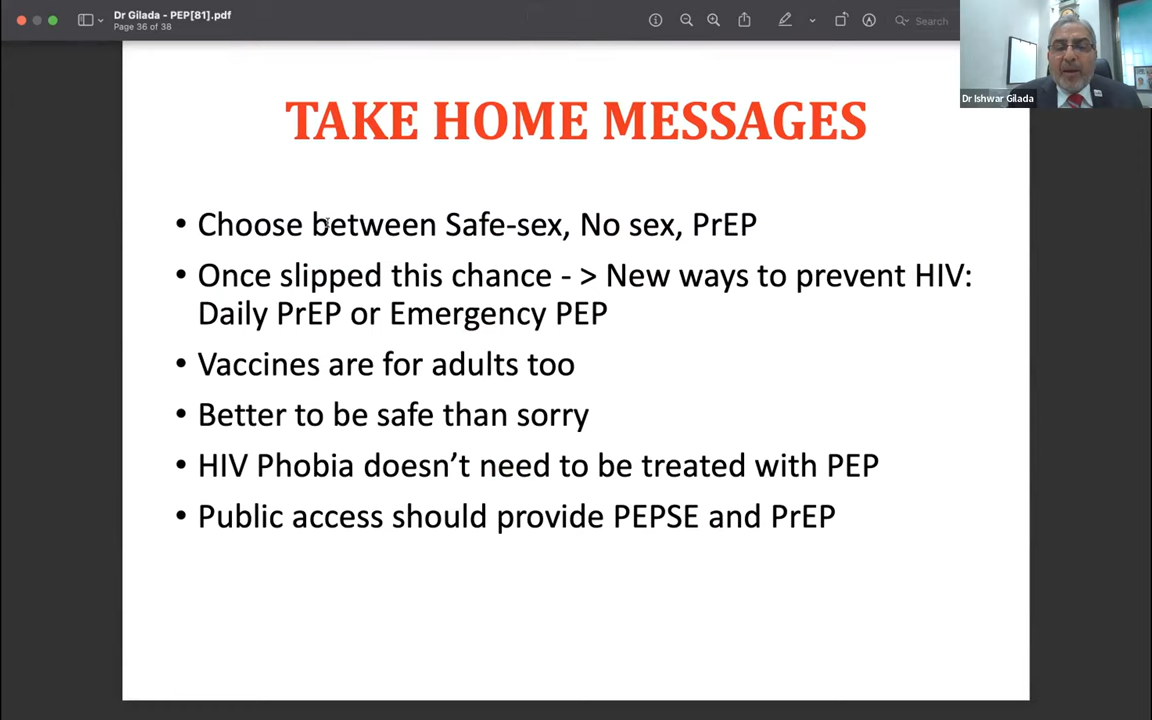 Dr Gilada - PEP[81].pdf
Page 36 of 38
Search
Dr Ishwar Gilada
TAKE HOME MESSAGES
• Choose between Safe-sex, No sex, PrEP
• Once slipped this chance - > New ways to prevent HIV:
Daily PrEP or Emergency PEP
• Vaccines are for adults too
• Better to be safe than sorry
• HIV Phobia doesn’t need to be treated with PEP
• Public access should provide PEPSE and PrEP